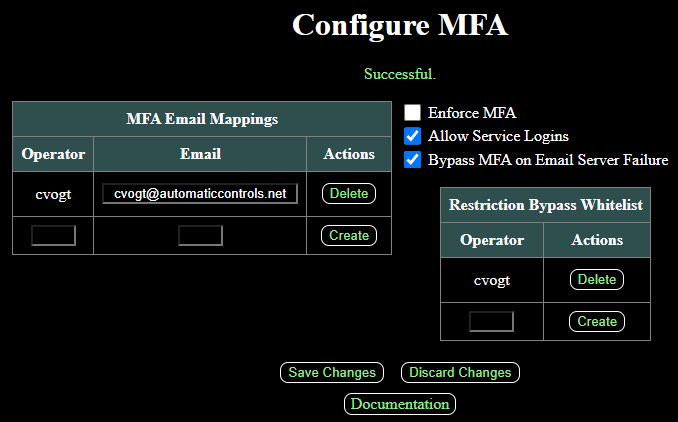 Configure MFA
Successful.
MFA Email Mappings
Operator Email Actions
cvogt cvogt@automaticcontrols.net Delete
Create
Enforce MFA
Allow Service Logins
Bypass MFA on Email Server Failure
Restriction Bypass Whitelist
Operator Actions
cvogt Delete
Create
Save Changes Discard Changes
Documentation